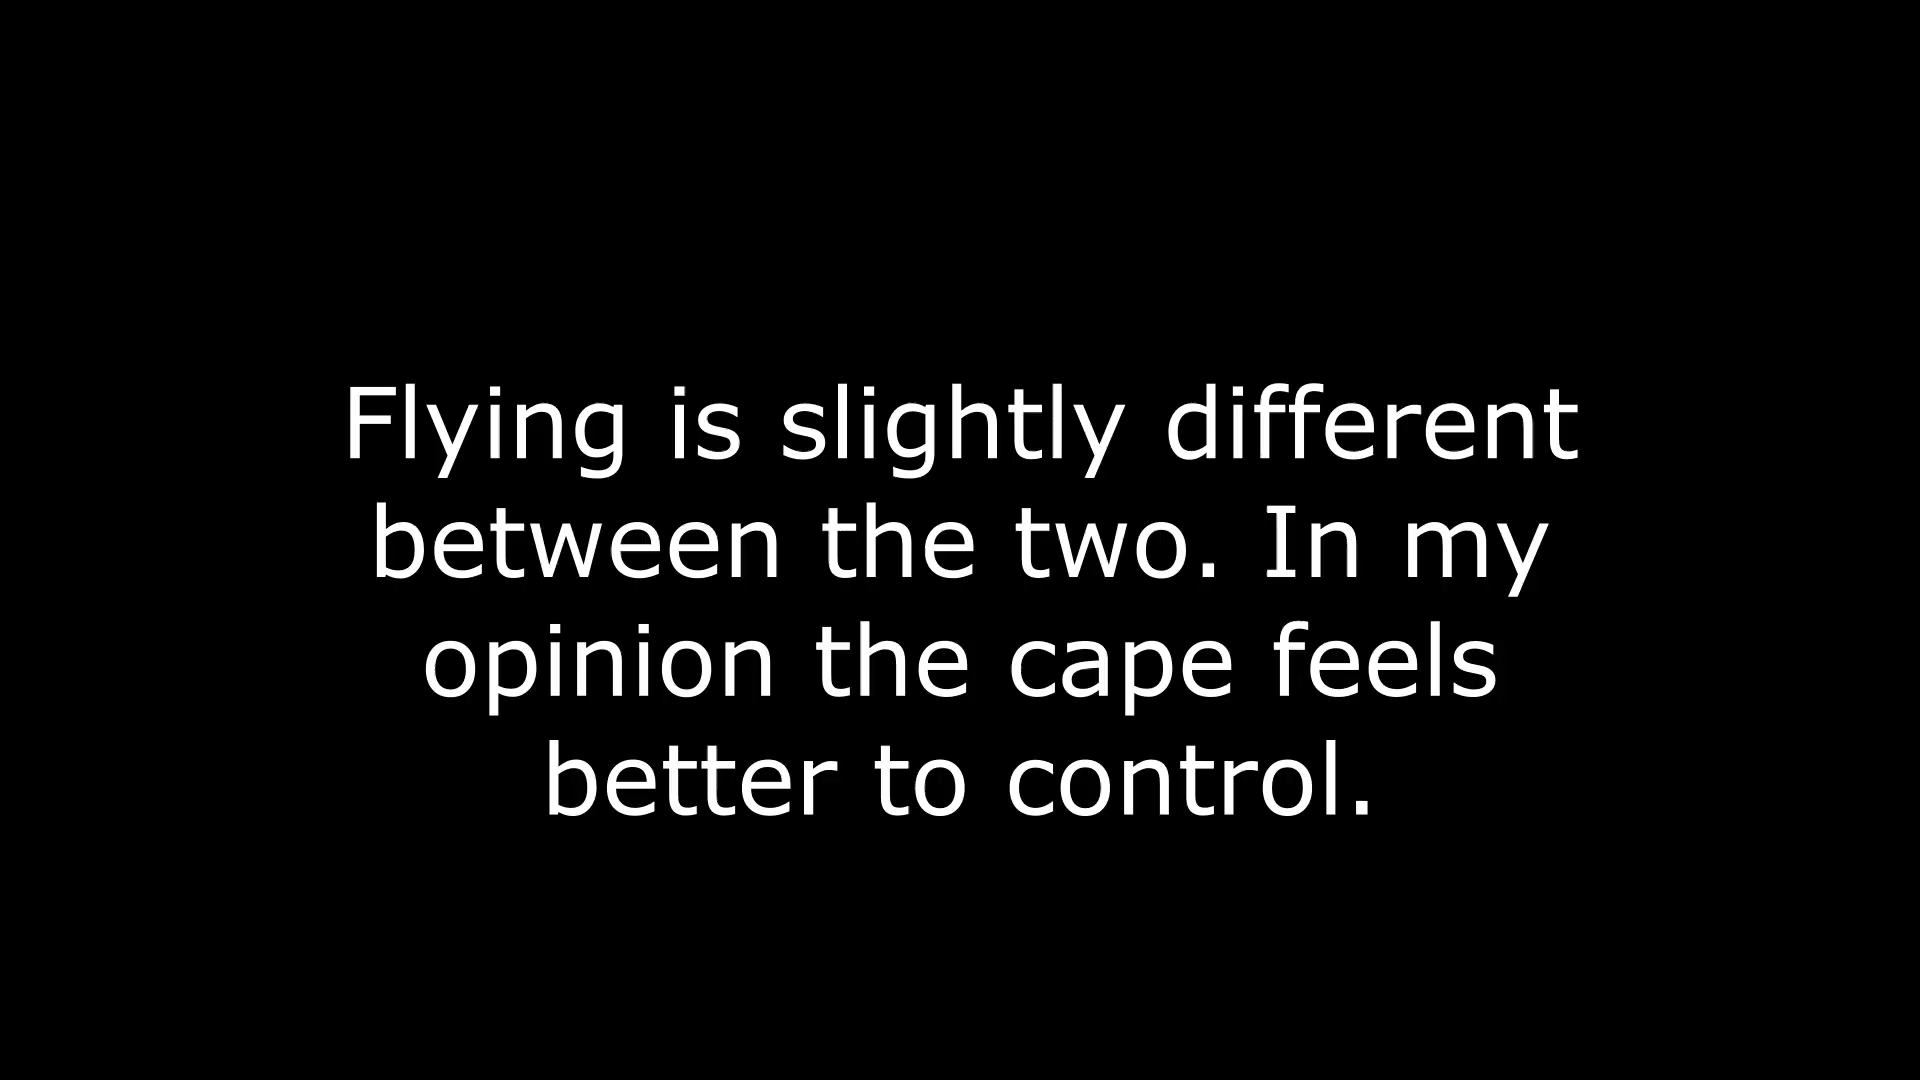 Flying is slightly different
between the two. In my
opinion the cape feels
better to control.